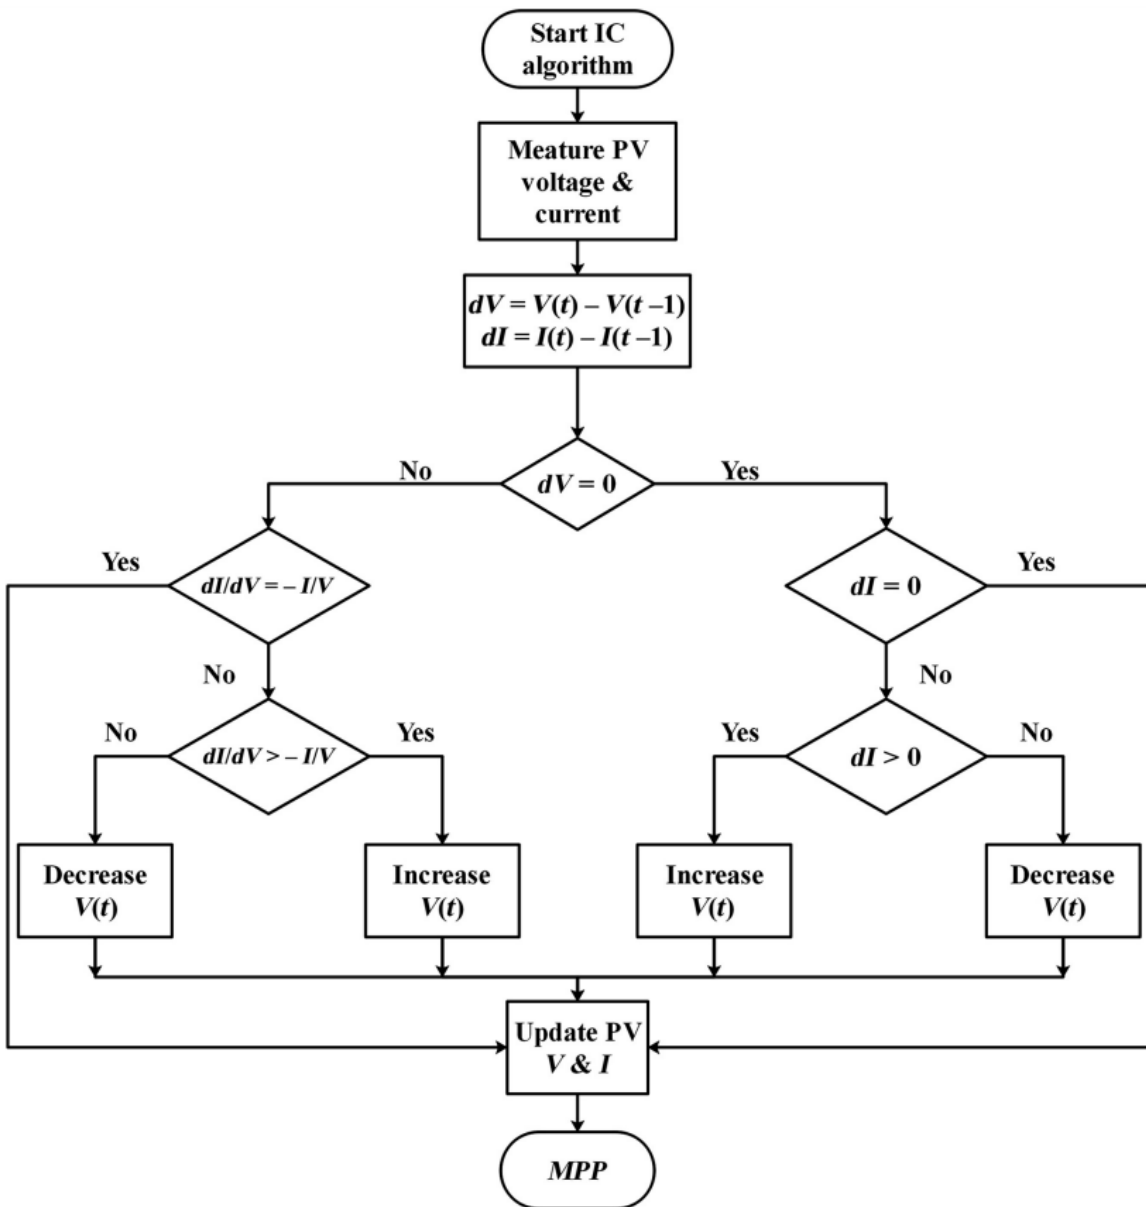 Start IC
algorithm
Meature PV
voltage &
current
dV = V(t) – V(t –1)
dI = I(t) – I(t –1)
No
dV = 0
Yes
Yes
dI/dV = – I/V
dI = 0
Yes
No
No
No
dI/dV > – I/V
Yes
Yes
dI > 0
No
Decrease
V(t)
Increase
V(t)
Increase
V(t)
Decrease
V(t)
Update PV
V & I
MPP